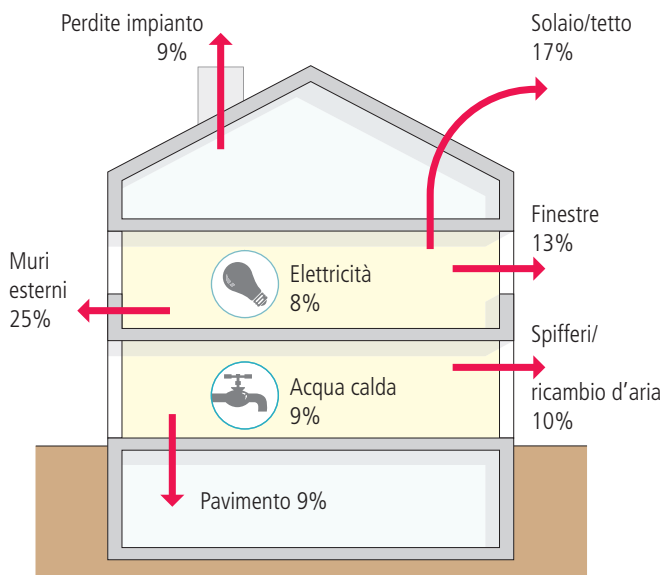 Perdite impianto
9%
Solaio/tetto
17%
Finestre
13%
Muri
esterni
25%
Elettricità
8%
Spifferi/
ricambio d’aria
10%
Acqua calda
9%
Pavimento 9%